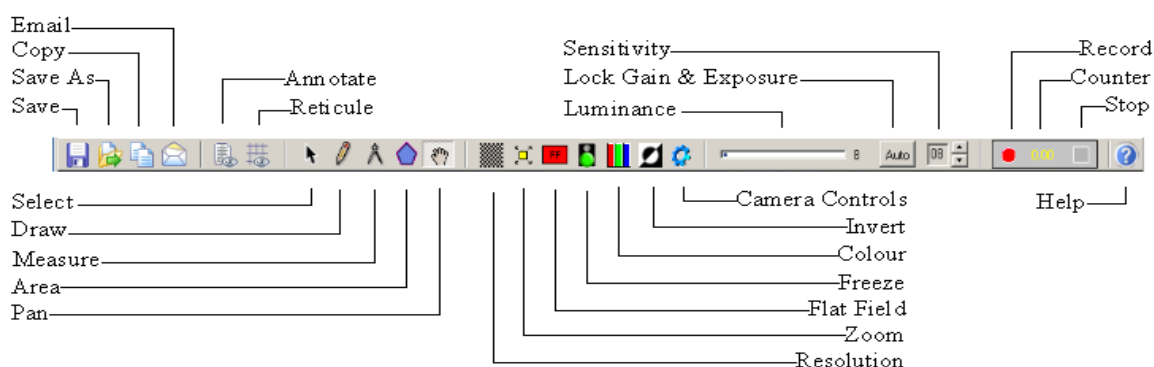 Email
Copy
Save As
Save
Annotate
Reticule
Sensitivity
Lock Gain & Exposure
Luminance
Record
Counter
Stop
FF
8
Auto
08
0.00
?
Select
Draw
Measure
Area
Pan
Camera Controls
Invert
Colour
Freeze
Flat Field
Zoom
Resolution
Help